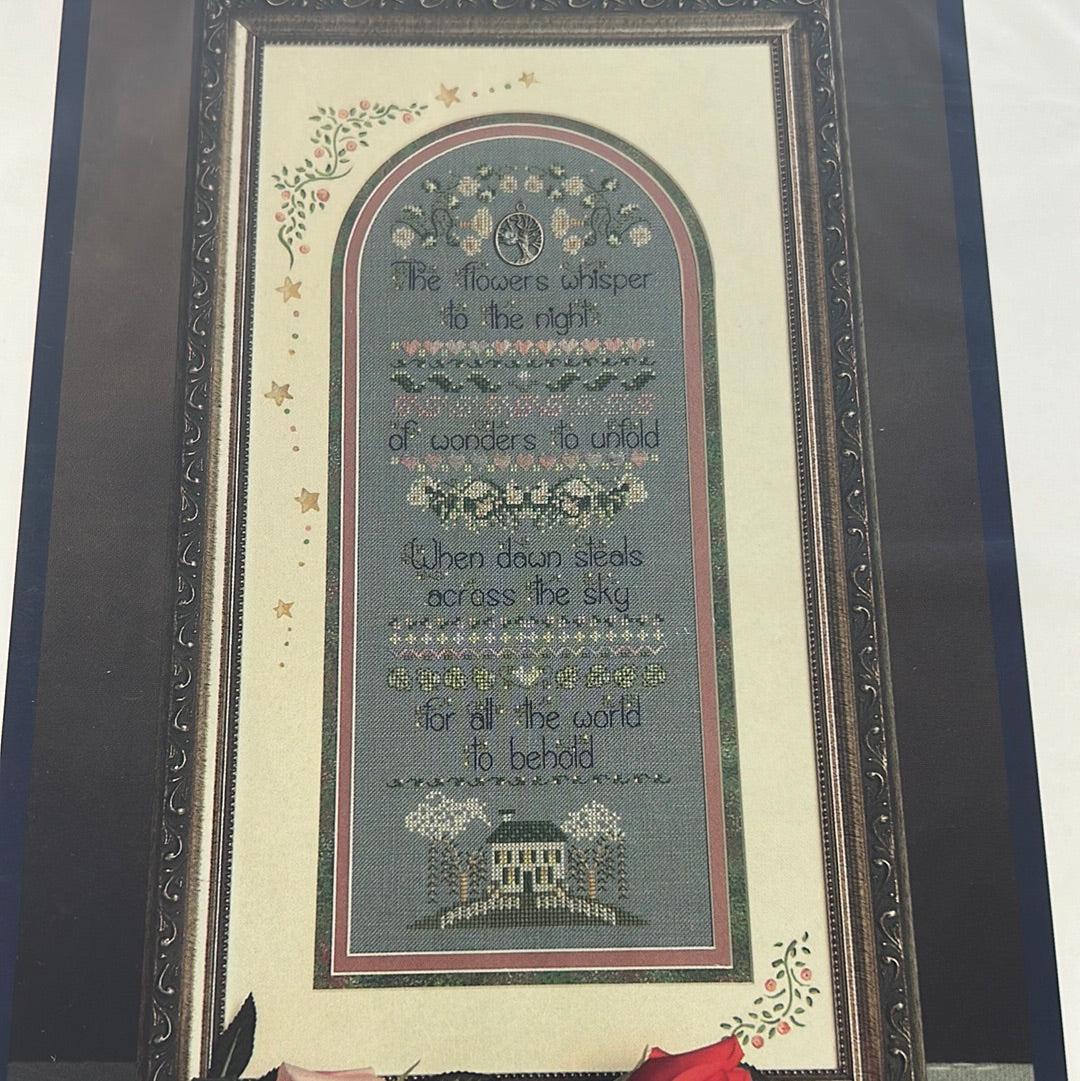 The flowers whisper
to the night
of wonders to unfold
When dawn steals
across the sky
for all the world
to behold